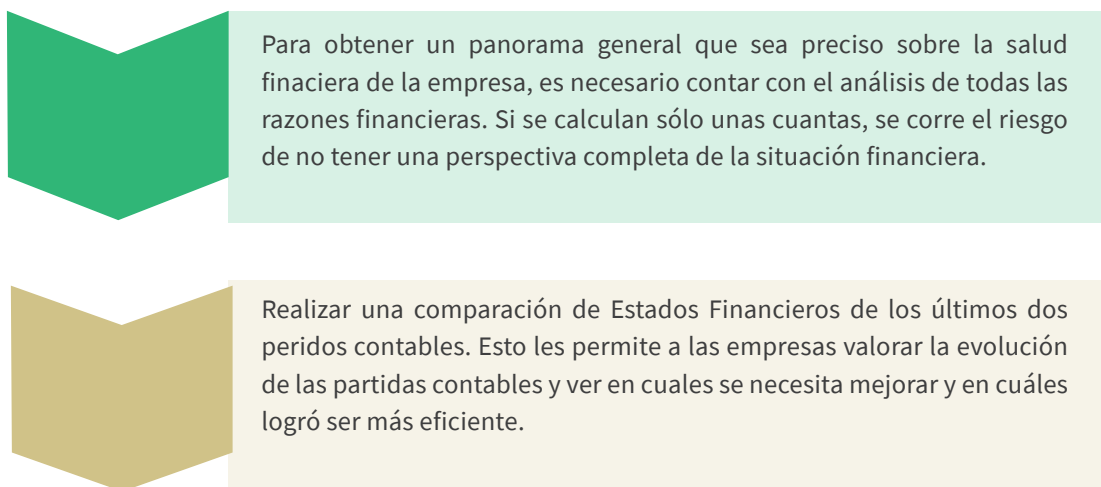 Para obtener un panorama general que sea preciso sobre la salud
finaciera de la empresa, es necesario contar con el análisis de todas las
razones financieras. Si se calculan sólo unas cuantas, se corre el riesgo
de no tener una perspectiva completa de la situación financiera.
Realizar una comparación de Estados Financieros de los últimos dos
peridos contables. Esto les permite a las empresas valorar la evolución
de las partidas contables y ver en cuales se necesita mejorar y en cuáles
logró ser más eficiente.